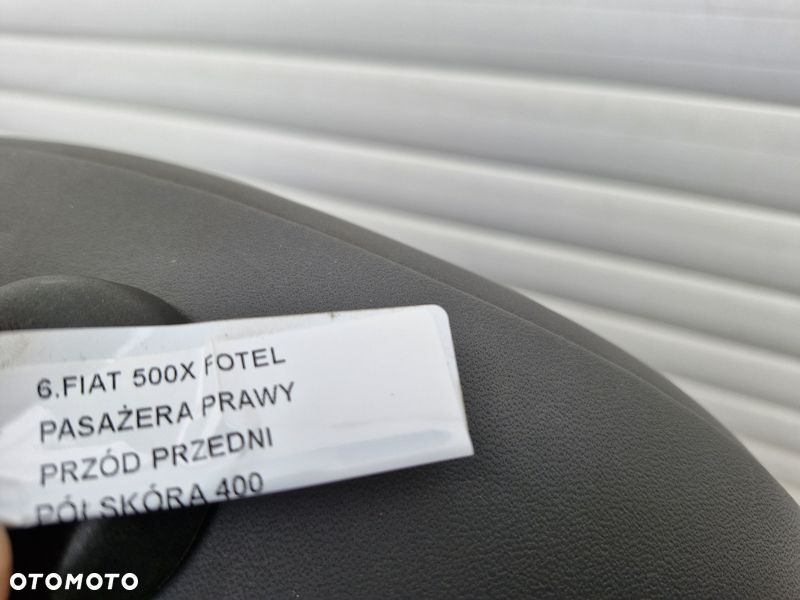 6.FIAT 500X FOTEL
PASAŻERA PRAWY
PRZÓD PRZEDNI
PÓŁSKÓRA 400
OTOMOTO